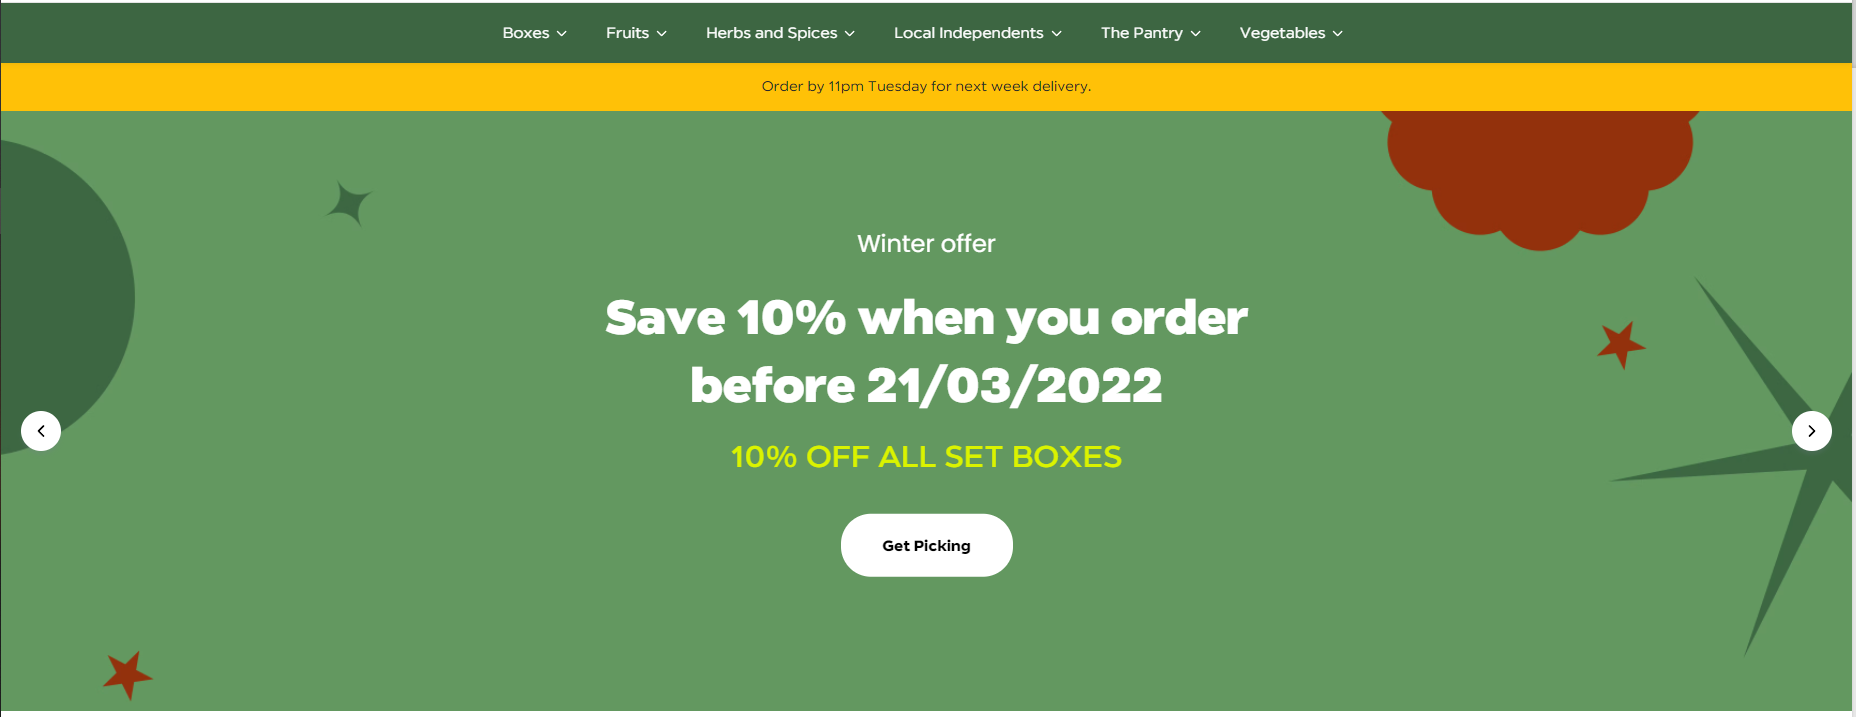 Boxes Fruits Herbs and Spices Local Independents The Pantry Vegetables
Order by 11pm Tuesday for next week delivery.
Winter offer
Save 10% when you order
before 21/03/2022
10% OFF ALL SET BOXES
Get Picking